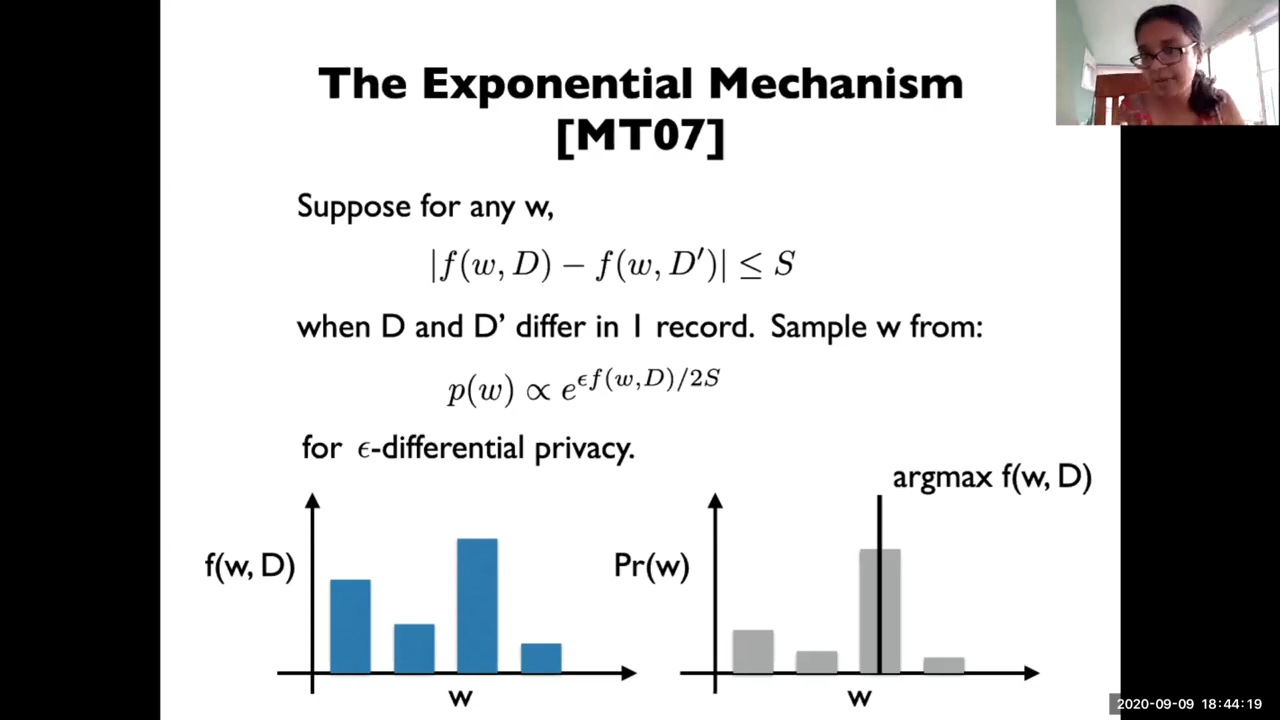 The Exponential Mechanism
[MT07]
Suppose for any w,
|f(w, D) − f(w, D′)| ≤ S
when D and D’ differ in 1 record. Sample w from:
p(w) ∝ e^{ϵf(w,D)/2S}
for ϵ-differential privacy.
argmax f(w, D)
f(w, D)
Pr(w)
w
w
2020-09-09 18:44:19